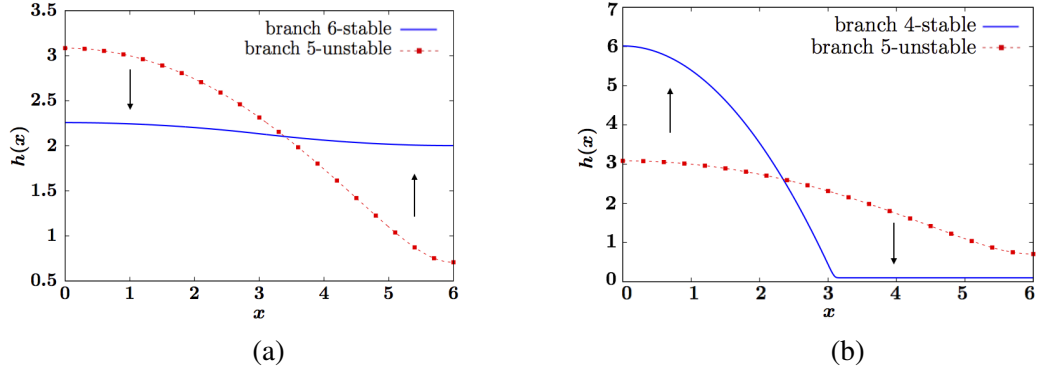 3.5
3
2.5
2
1.5
1
0.5
0 1 2 3 4 5 6
h(x)
x
branch 6-stable
branch 5-unstable
(a)
7
6
5
4
3
2
1
0
0 1 2 3 4 5 6
h(x)
x
branch 4-stable
branch 5-unstable
(b)